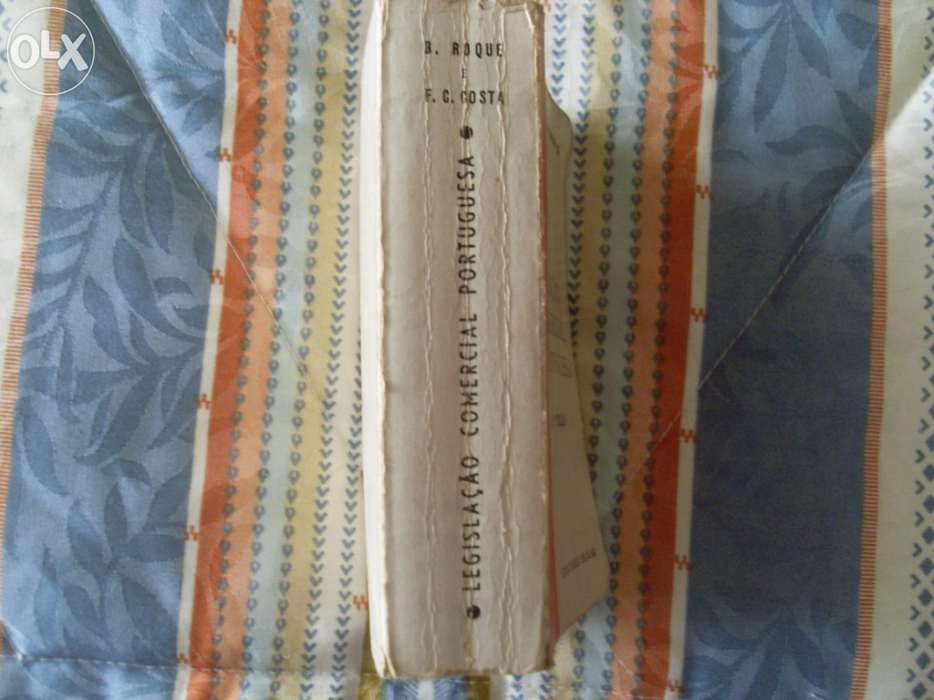 OLX
B. ROQUE
E
F. C. COSTA
• LEGISLAÇÃO COMERCIAL PORTUGUESA •